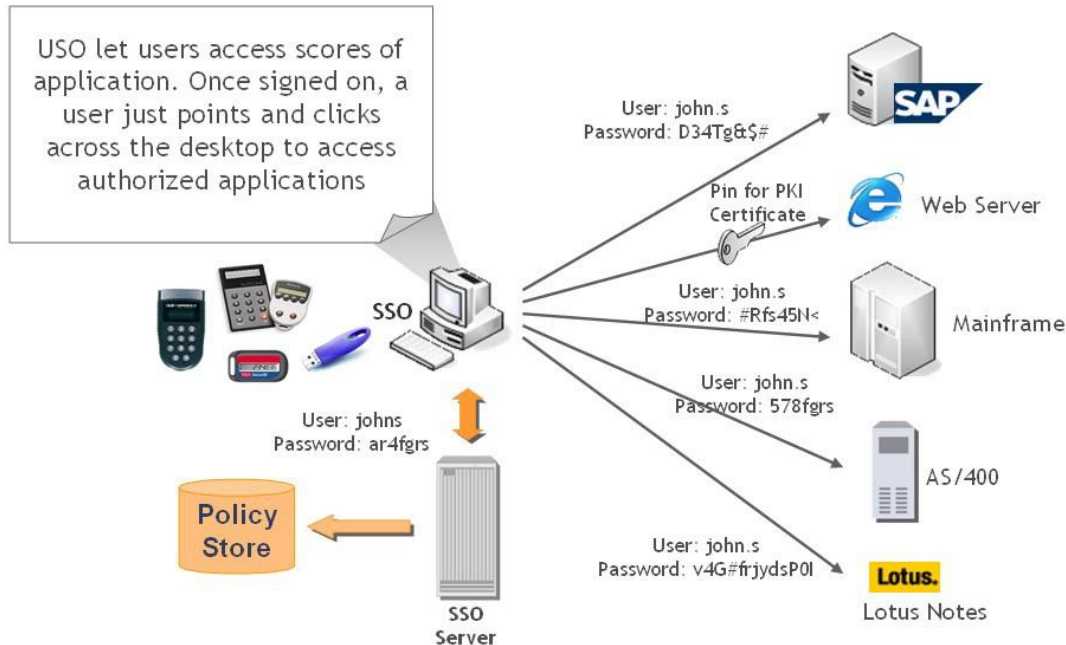 USO let users access scores of
application. Once signed on, a
user just points and clicks
across the desktop to access
authorized applications
User: john.s
Password: D34Tg&$#
SAP
Pin for PKI
Certificate
Web Server
SSO
User: john.s
Password: #Rfs45N<
Mainframe
User: john.s
Password: 578fgrs
AS/400
User: johns
Password: ar4fgrs
Policy
Store
SSO
Server
User: john.s
Password: v4G#frjydsP0I
Lotus.
Lotus Notes